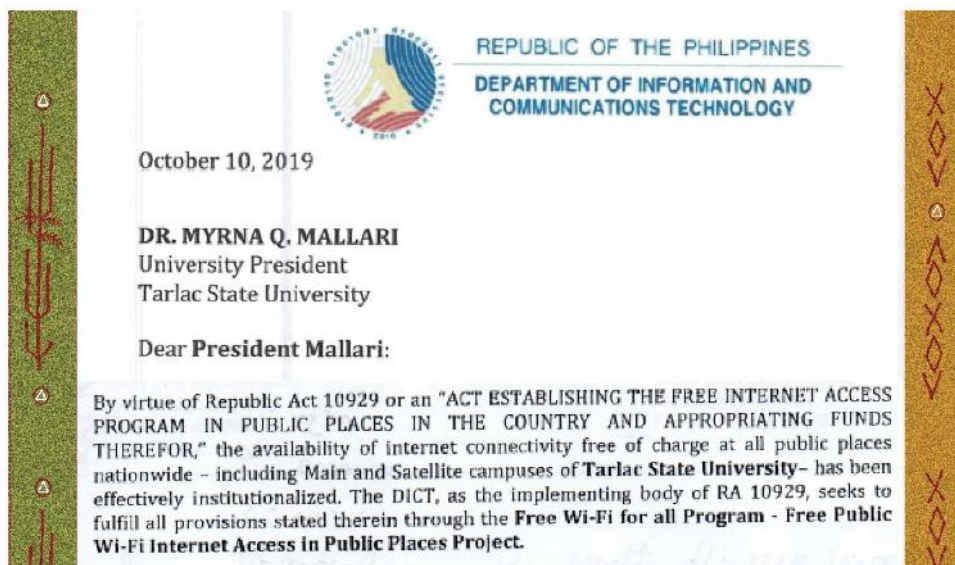 REPUBLIC OF THE PHILIPPINES
DEPARTMENT OF INFORMATION AND
COMMUNICATIONS TECHNOLOGY
October 10, 2019
DR. MYRNA Q. MALLARI
University President
Tarlac State University
Dear President Mallari:
By virtue of Republic Act 10929 or an "ACT ESTABLISHING THE FREE INTERNET ACCESS
PROGRAM IN PUBLIC PLACES IN THE COUNTRY AND APPROPRIATING FUNDS
THEREFOR," the availability of internet connectivity free of charge at all public places
nationwide – including Main and Satellite campuses of Tarlac State University– has been
effectively institutionalized. The DICT, as the implementing body of RA 10929, seeks to
fulfill all provisions stated therein through the Free Wi-Fi for all Program - Free Public
Wi-Fi Internet Access in Public Places Project.